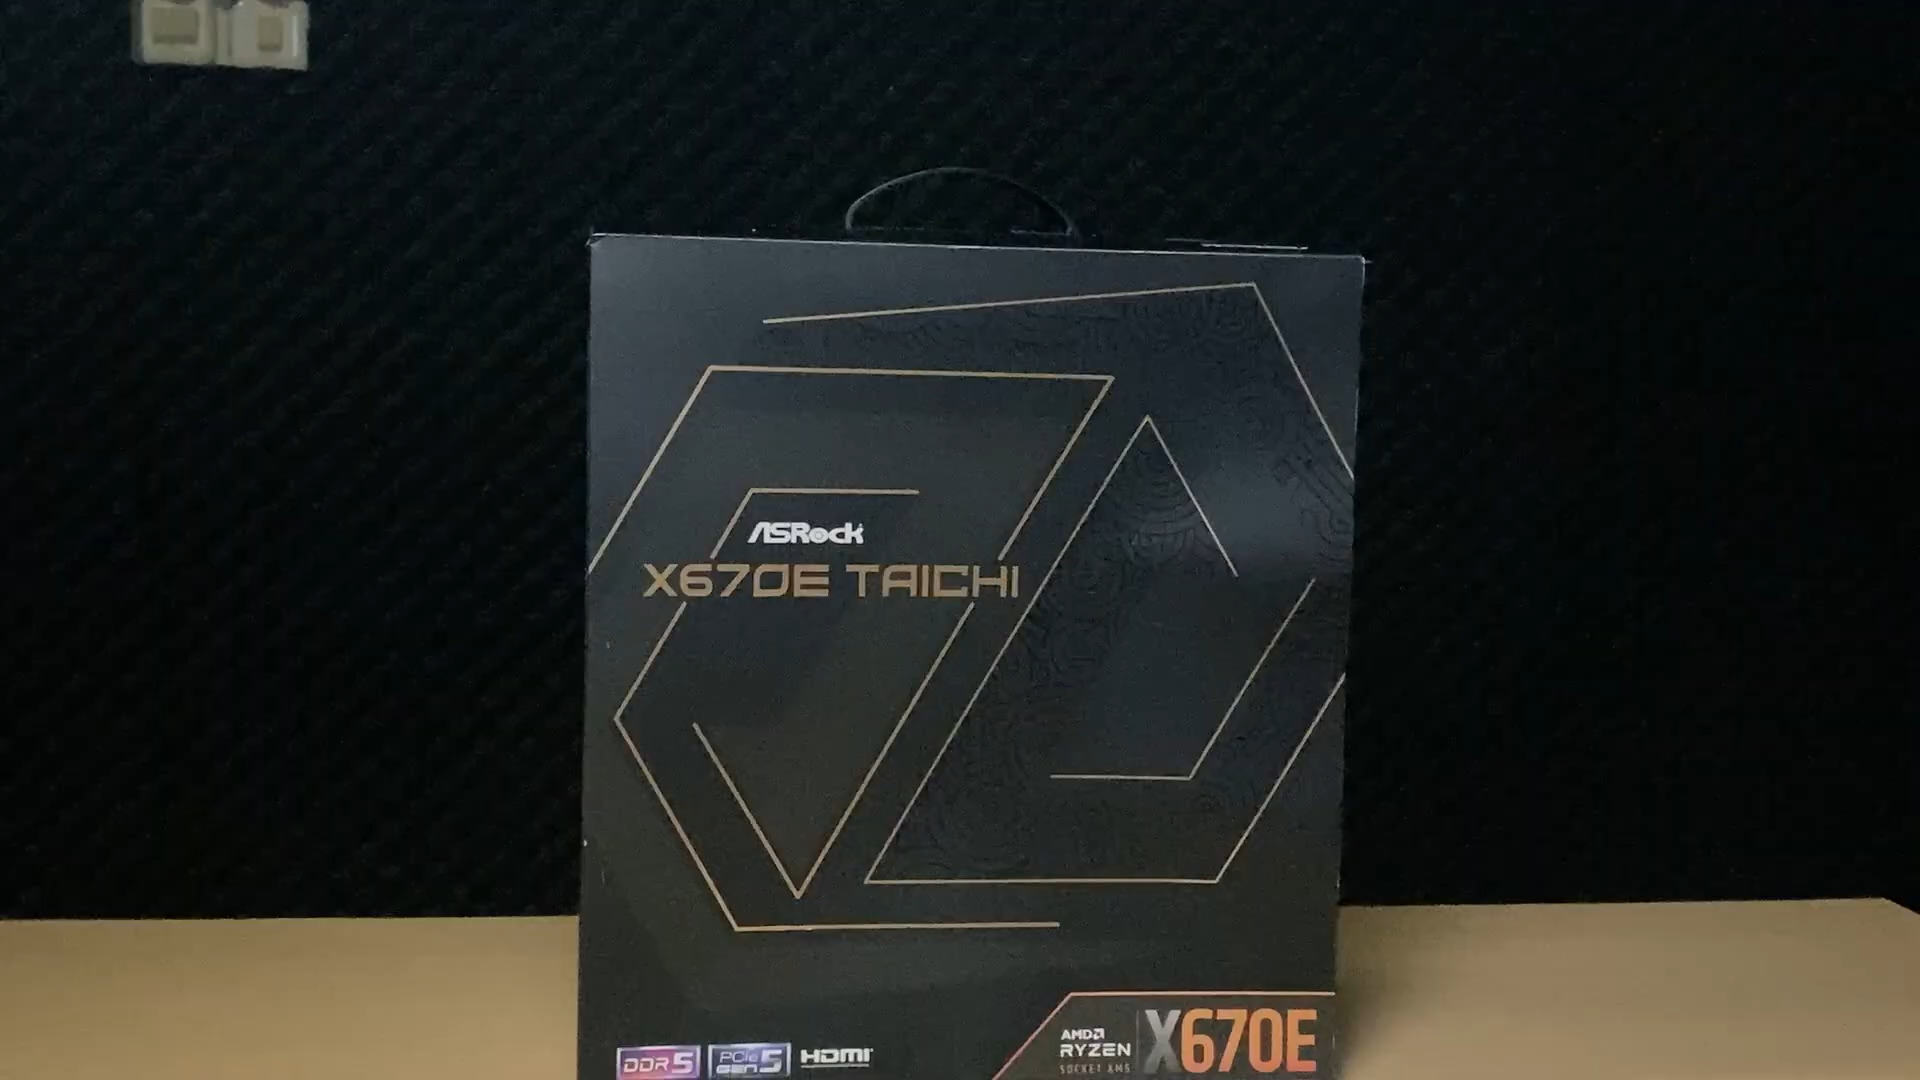 ASRock
X670E TAICHI
DDR5
PCIe Gen5
HDMI
AMD
RYZEN
SOCKET AM5
X670E